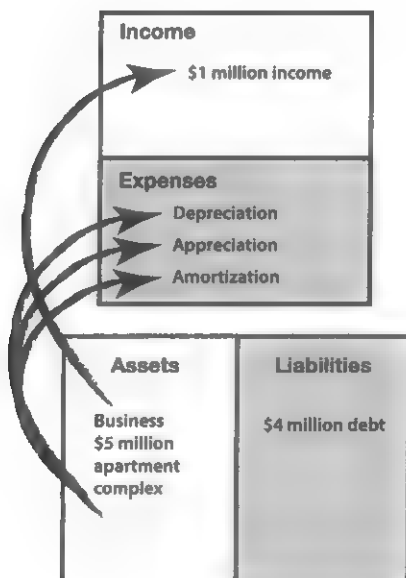 Income
$1 million income
Expenses
Depreciation
Appreciation
Amortization
Assets
Business
$5 million
apartment
complex
Liabilities
$4 million debt